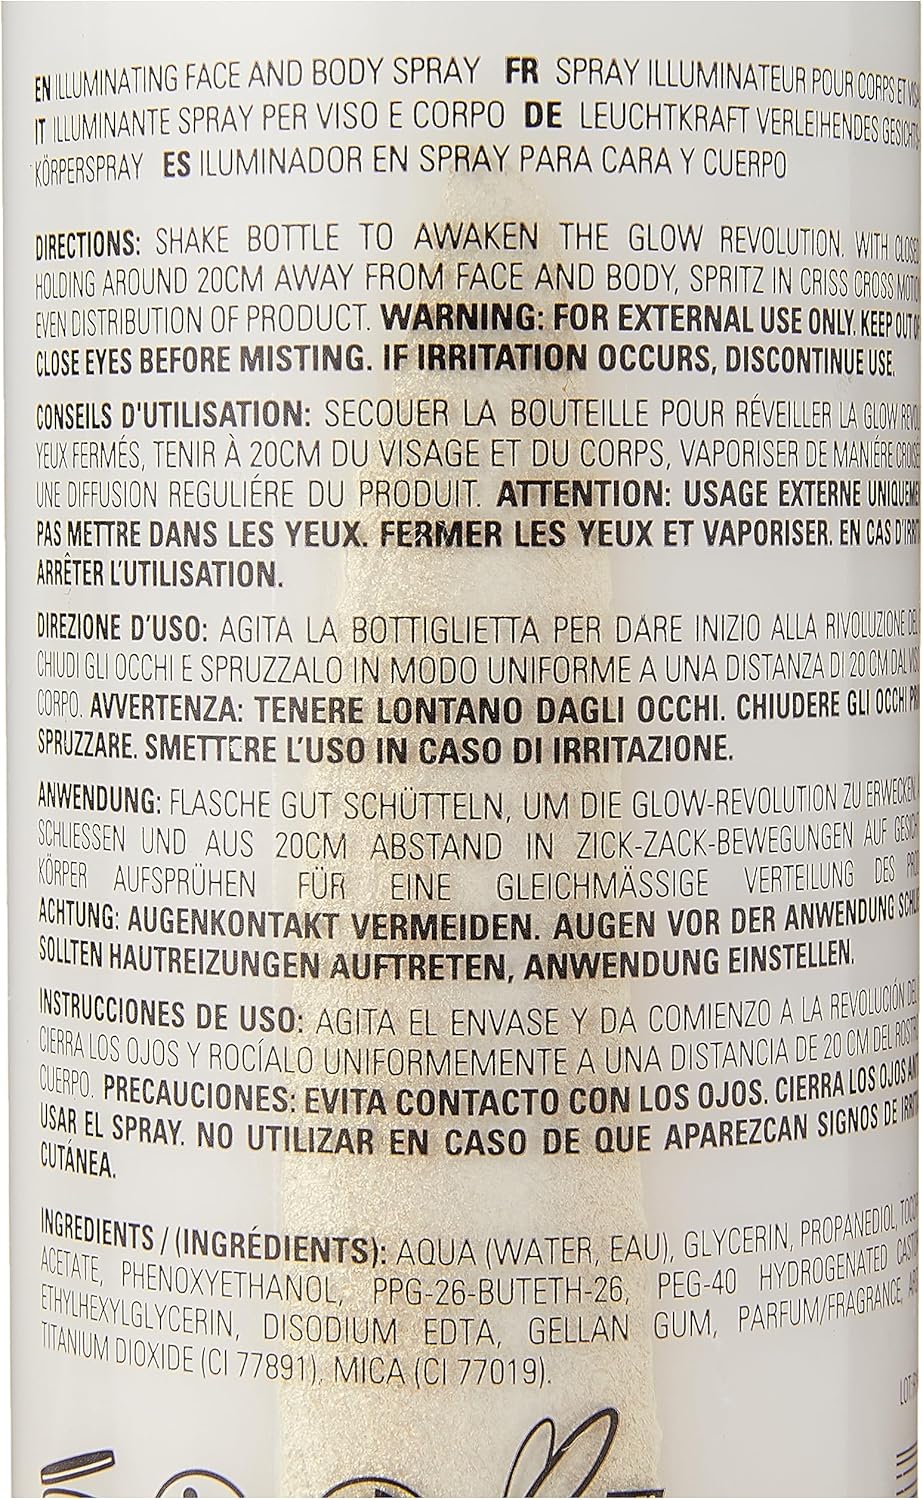 EN ILLUMINATING FACE AND BODY SPRAY FR SPRAY ILLUMINATEUR POUR CORPS ET
IT ILLUMINANTE SPRAY PER VISO E CORPO DE LEUCHTKRAFT VERLEIHENDES
KÖRPERSPRAY ES ILUMINADOR EN SPRAY PARA CARA Y CUERPO
DIRECTIONS: SHAKE BOTTLE TO AWAKEN THE GLOW REVOLUTION. WITH
HOLDING AROUND 20CM AWAY FROM FACE AND BODY, SPRITZ IN CRISS CROSS
EVEN DISTRIBUTION OF PRODUCT. WARNING: FOR EXTERNAL USE ONLY. KEEP OUT
CLOSE EYES BEFORE MISTING. IF IRRITATION OCCURS, DISCONTINUE USE.
CONSEILS D'UTILISATION: SECOUER LA BOUTEILLE POUR RÉVEILLER LA GLOW
YEUX FERMÉS, TENIR À 20CM DU VISAGE ET DU CORPS, VAPORISER DE MANIÈRE
UNE DIFFUSION REGULIÉRE DU PRODUIT. ATTENTION: USAGE EXTERNE
PAS METTRE DANS LES YEUX. FERMER LES YEUX ET VAPORISER. EN CAS
ARRÊTER L'UTILISATION.
DIREZIONE D'USO: AGITA LA BOTTIGLIETTA PER DARE INIZIO ALLA RIVOLUZIONE
CHIUDI GLI OCCHI E SPRUZZALO IN MODO UNIFORME A UNA DISTANZA DI 20 CM DAL
CORPO. AVVERTENZA: TENERE LONTANO DAGLI OCCHI. CHIUDERE GLI OCCHI
SPRUZZARE. SMETTERE L'USO IN CASO DI IRRITAZIONE.
ANWENDUNG: FLASCHE GUT SCHÜTTELN, UM DIE GLOW-REVOLUTION ZU ERWECKEN.
SCHLIESSEN UND AUS 20CM ABSTAND IN ZICK-ZACK-BEWEGUNGEN AUF
KÖRPER AUFSPRÜHEN FÜR EINE GLEICHMÄSSIGE VERTEILUNG DES
ACHTUNG: AUGENKONTAKT VERMEIDEN. AUGEN VOR DER ANWENDUNG
SOLLTEN HAUTREIZUNGEN AUFTRETEN, ANWENDUNG EINSTELLEN.
INSTRUCCIONES DE USO: AGITA EL ENVASE Y DA COMIENZO A LA REVOLUCIÓN
CIERRA LOS OJOS Y ROCÍALO UNIFORMEMENTE A UNA DISTANCIA DE 20 CM DEL
CUERPO. PRECAUCIONES: EVITA CONTACTO CON LOS OJOS. CIERRA LOS OJOS
USAR EL SPRAY. NO UTILIZAR EN CASO DE QUE APAREZCAN SIGNOS DE
CUTÁNEA.
INGREDIENTS / (INGRÉDIENTS): AQUA (WATER, EAU), GLYCERIN, PROPANEDIOL,
ACETATE, PHENOXYETHANOL, PPG-26-BUTETH-26, PEG-40 HYDROGENATED
ETHYLHEXYLGLYCERIN, DISODIUM EDTA, GELLAN GUM, PARFUM/FRAGRANCE,
TITANIUM DIOXIDE (CI 77891), MICA (CI 77019).